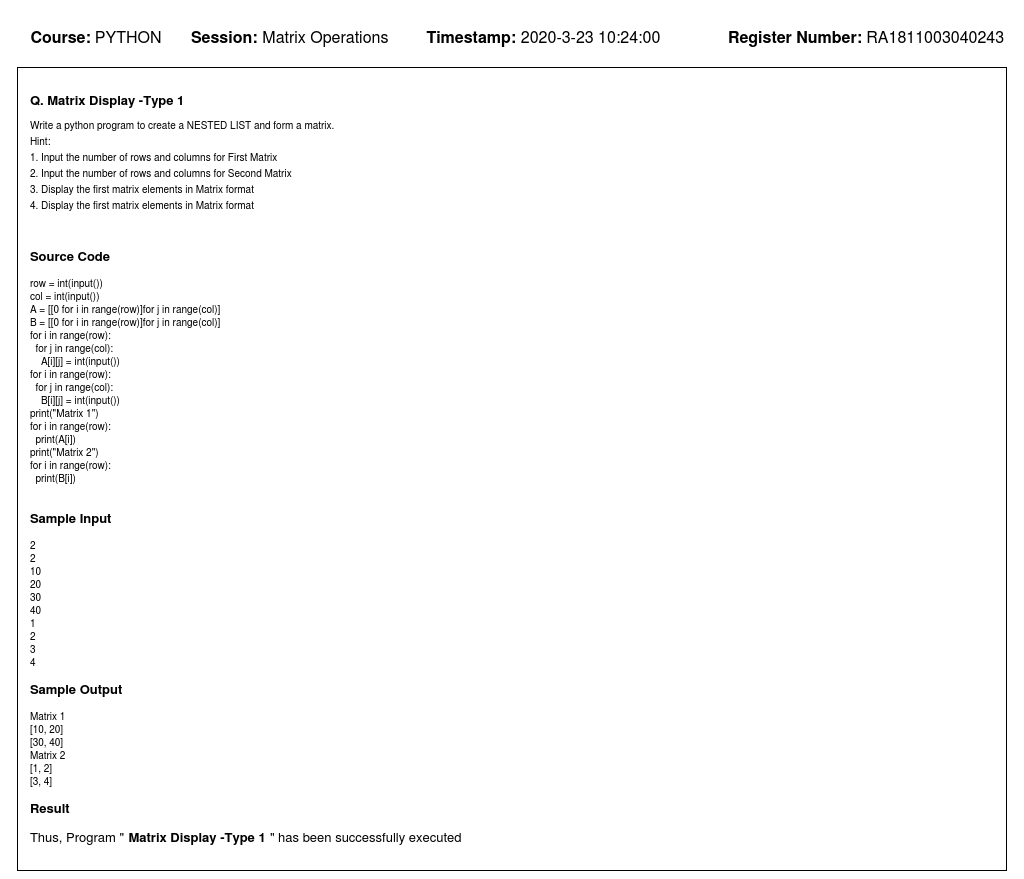 Course: PYTHON Session: Matrix Operations Timestamp: 2020-3-23 10:24:00 Register Number: RA1811003040243
Q. Matrix Display -Type 1
Write a python program to create a NESTED LIST and form a matrix.
Hint:
1. Input the number of rows and columns for First Matrix
2. Input the number of rows and columns for Second Matrix
3. Display the first matrix elements in Matrix format
4. Display the first matrix elements in Matrix format
Source Code
row = int(input())
col = int(input())
A = [[0 for i in range(row)]for j in range(col)]
B = [[0 for i in range(row)]for j in range(col)]
for i in range(row):
  for j in range(col):
    A[i][j] = int(input())
for i in range(row):
  for j in range(col):
    B[i][j] = int(input())
print("Matrix 1")
for i in range(row):
  print(A[i])
print("Matrix 2")
for i in range(row):
  print(B[i])
Sample Input
2
2
10
20
30
40
1
2
3
4
Sample Output
Matrix 1
[10, 20]
[30, 40]
Matrix 2
[1, 2]
[3, 4]
Result
Thus, Program " Matrix Display -Type 1 " has been successfully executed